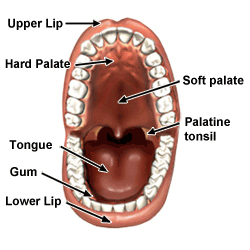 Upper Lip
Hard Palate
Soft palate
Palatine
tonsil
Tongue
Gum
Lower Lip